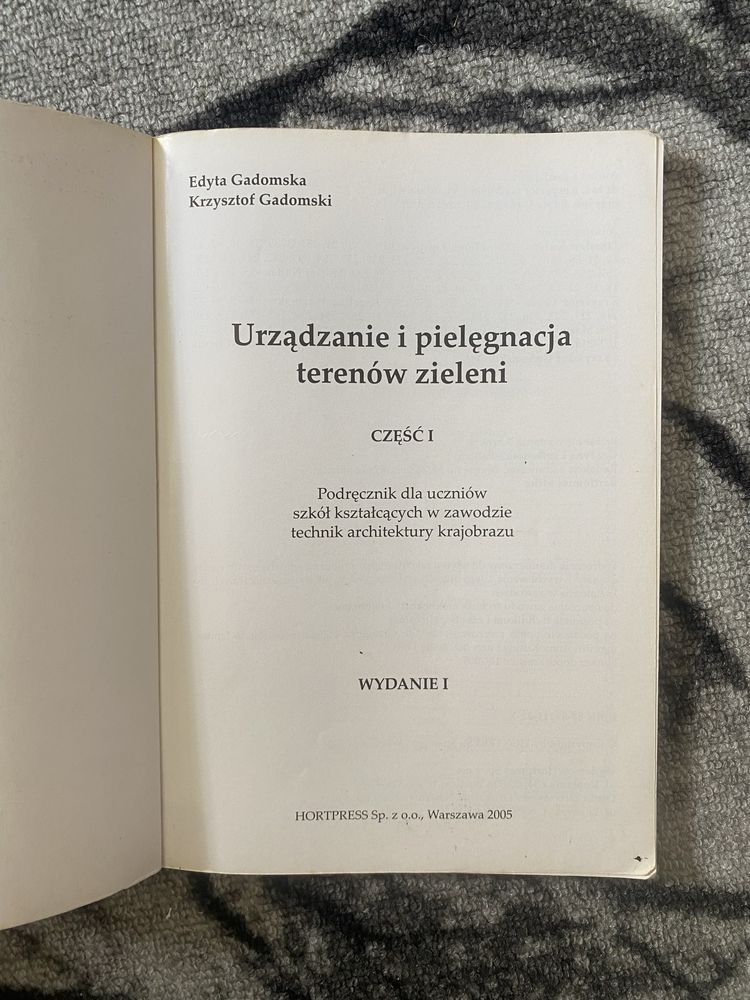 Edyta Gadomska
Krzysztof Gadomski
Urządzanie i pielęgnacja
terenów zieleni
CZĘŚĆ I
Podręcznik dla uczniów
szkół kształcących w zawodzie
technik architektury krajobrazu
WYDANIE I
HORTPRESS Sp. z o.o., Warszawa 2005